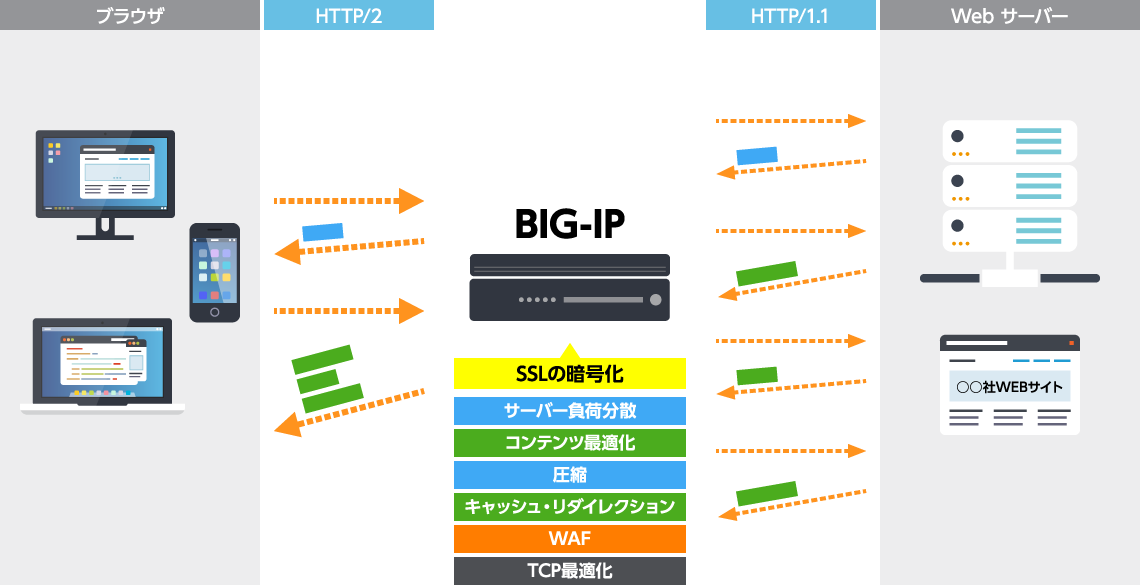 ブラウザ
HTTP/2
HTTP/1.1
Web サーバー
BIG-IP
SSLの暗号化
サーバー負荷分散
コンテンツ最適化
圧縮
キャッシュ・リダイレクション
WAF
TCP最適化
〇〇社WEBサイト